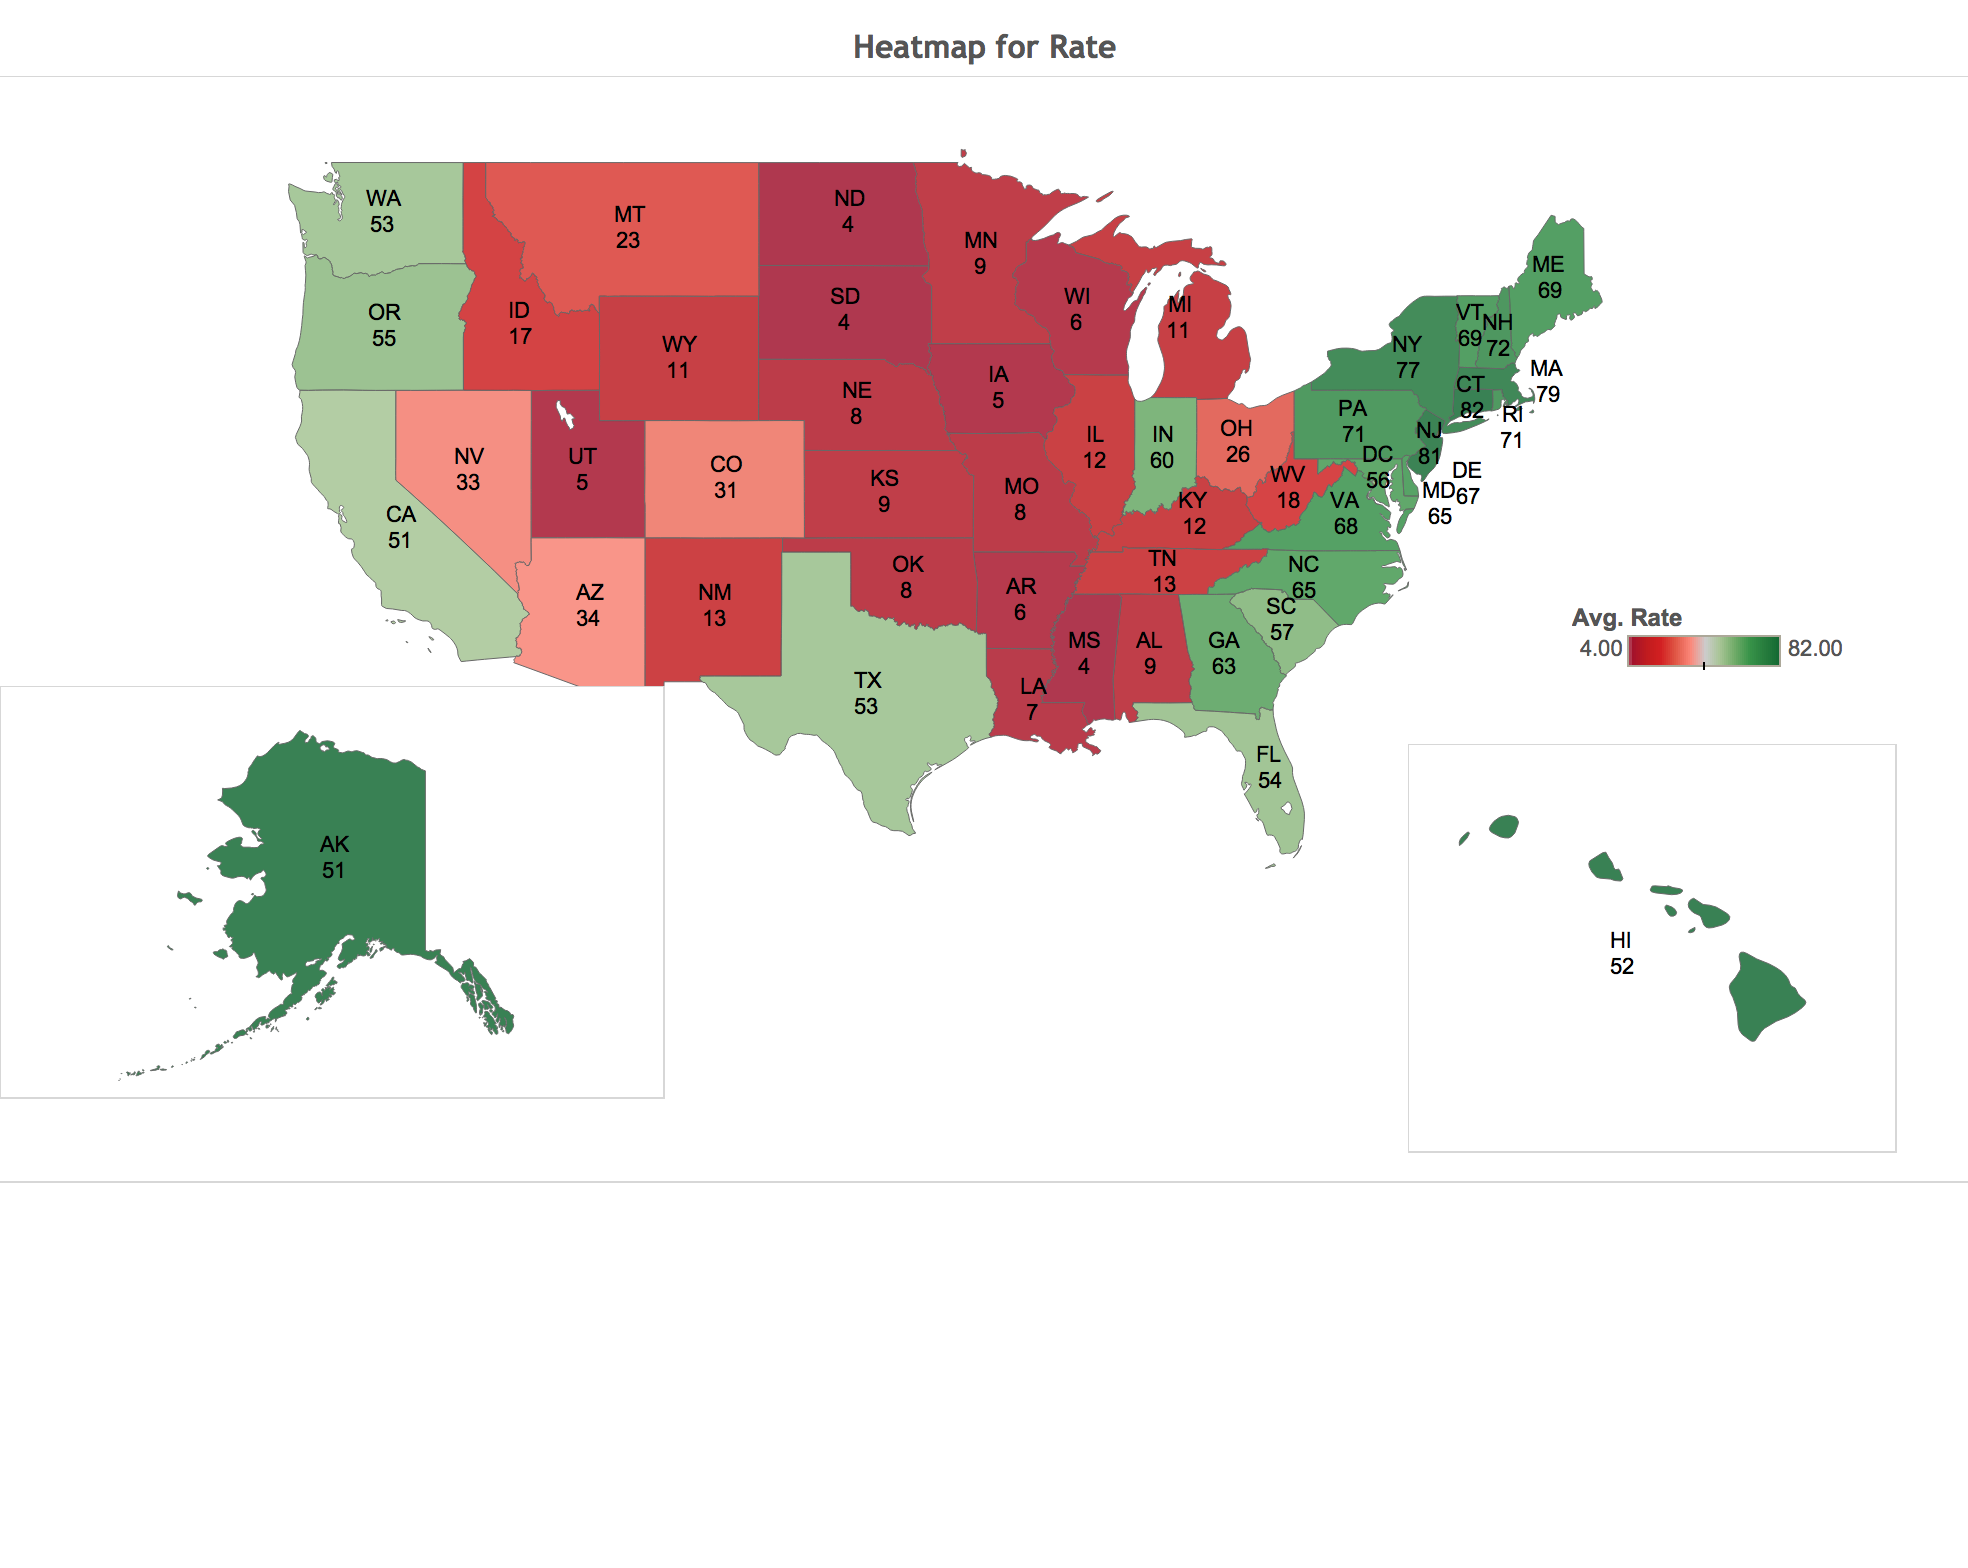 Heatmap for Rate
WA
53
MT
23
ND
4
MN
9
OR
55
ID
17
WY
11
SD
4
WI
6
MI
11
ME
69
VT
69
NH
72
NY
77
MA
79
CT
82
RI
71
NE
8
IA
5
PA
71
NJ
81
NV
33
UT
5
CO
31
KS
9
MO
8
IL
12
IN
60
OH
26
WV
18
DC
56
DE
67
MD
65
VA
68
KY
12
CA
51
AZ
34
NM
13
OK
8
AR
6
TN
13
NC
65
SC
57
MS
4
AL
9
GA
63
TX
53
LA
7
FL
54
Avg. Rate
4.00 82.00
AK
51
HI
52